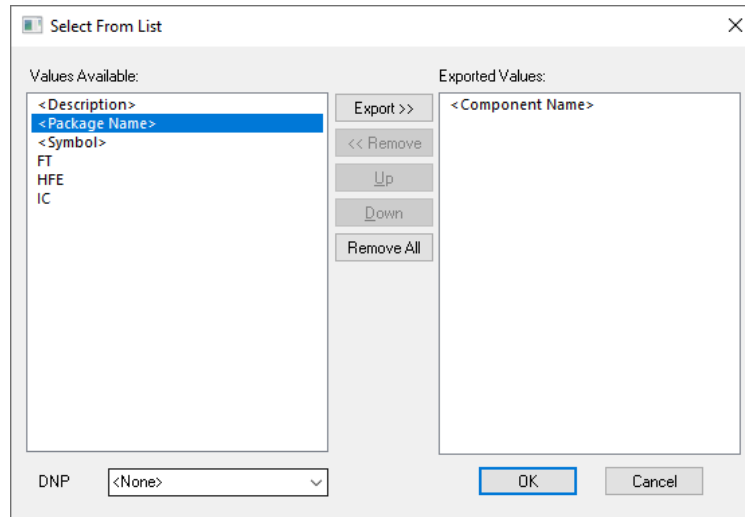 Select From List
Values Available:
<Description>
<Package Name>
<Symbol>
FT
HFE
IC
Export >>
<< Remove
Up
Down
Remove All
Exported Values:
<Component Name>
DNP
<None>
OK
Cancel